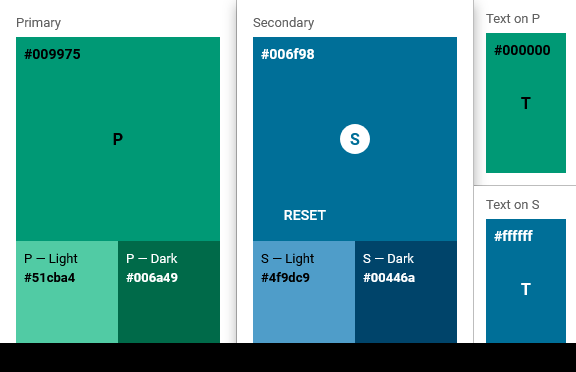 Primary
#009975
P
P — Light
#51cba4
P — Dark
#006a49
Secondary
#006f98
S
RESET
S — Light
#4f9dc9
S — Dark
#00446a
Text on P
#000000
T
Text on S
#ffffff
T